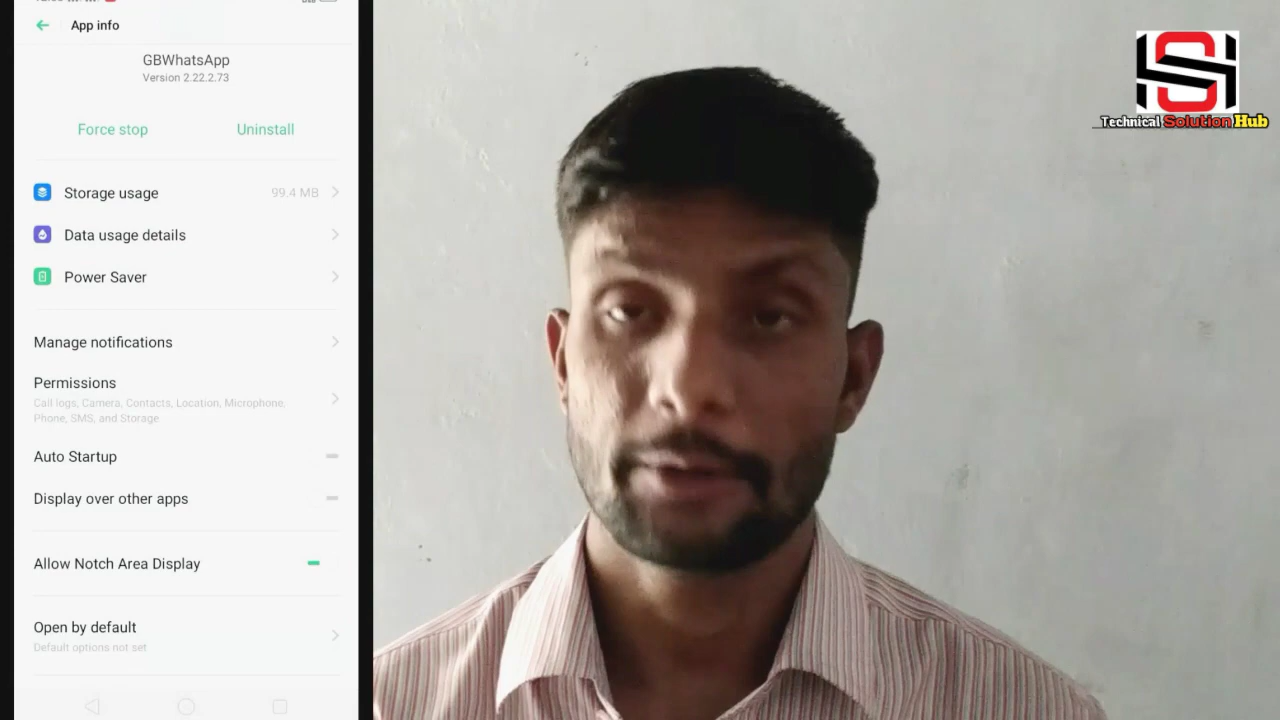 App info
GBWhatsApp
Version 2.22.2.73
Force stop
Uninstall
Storage usage
99.4 MB
Data usage details
Power Saver
Manage notifications
Permissions
Call logs, Camera, Contacts, Location, Microphone,
Phone, SMS, and Storage
Auto Startup
Display over other apps
Allow Notch Area Display
Open by default
Default options not set
Technical Solution Hub